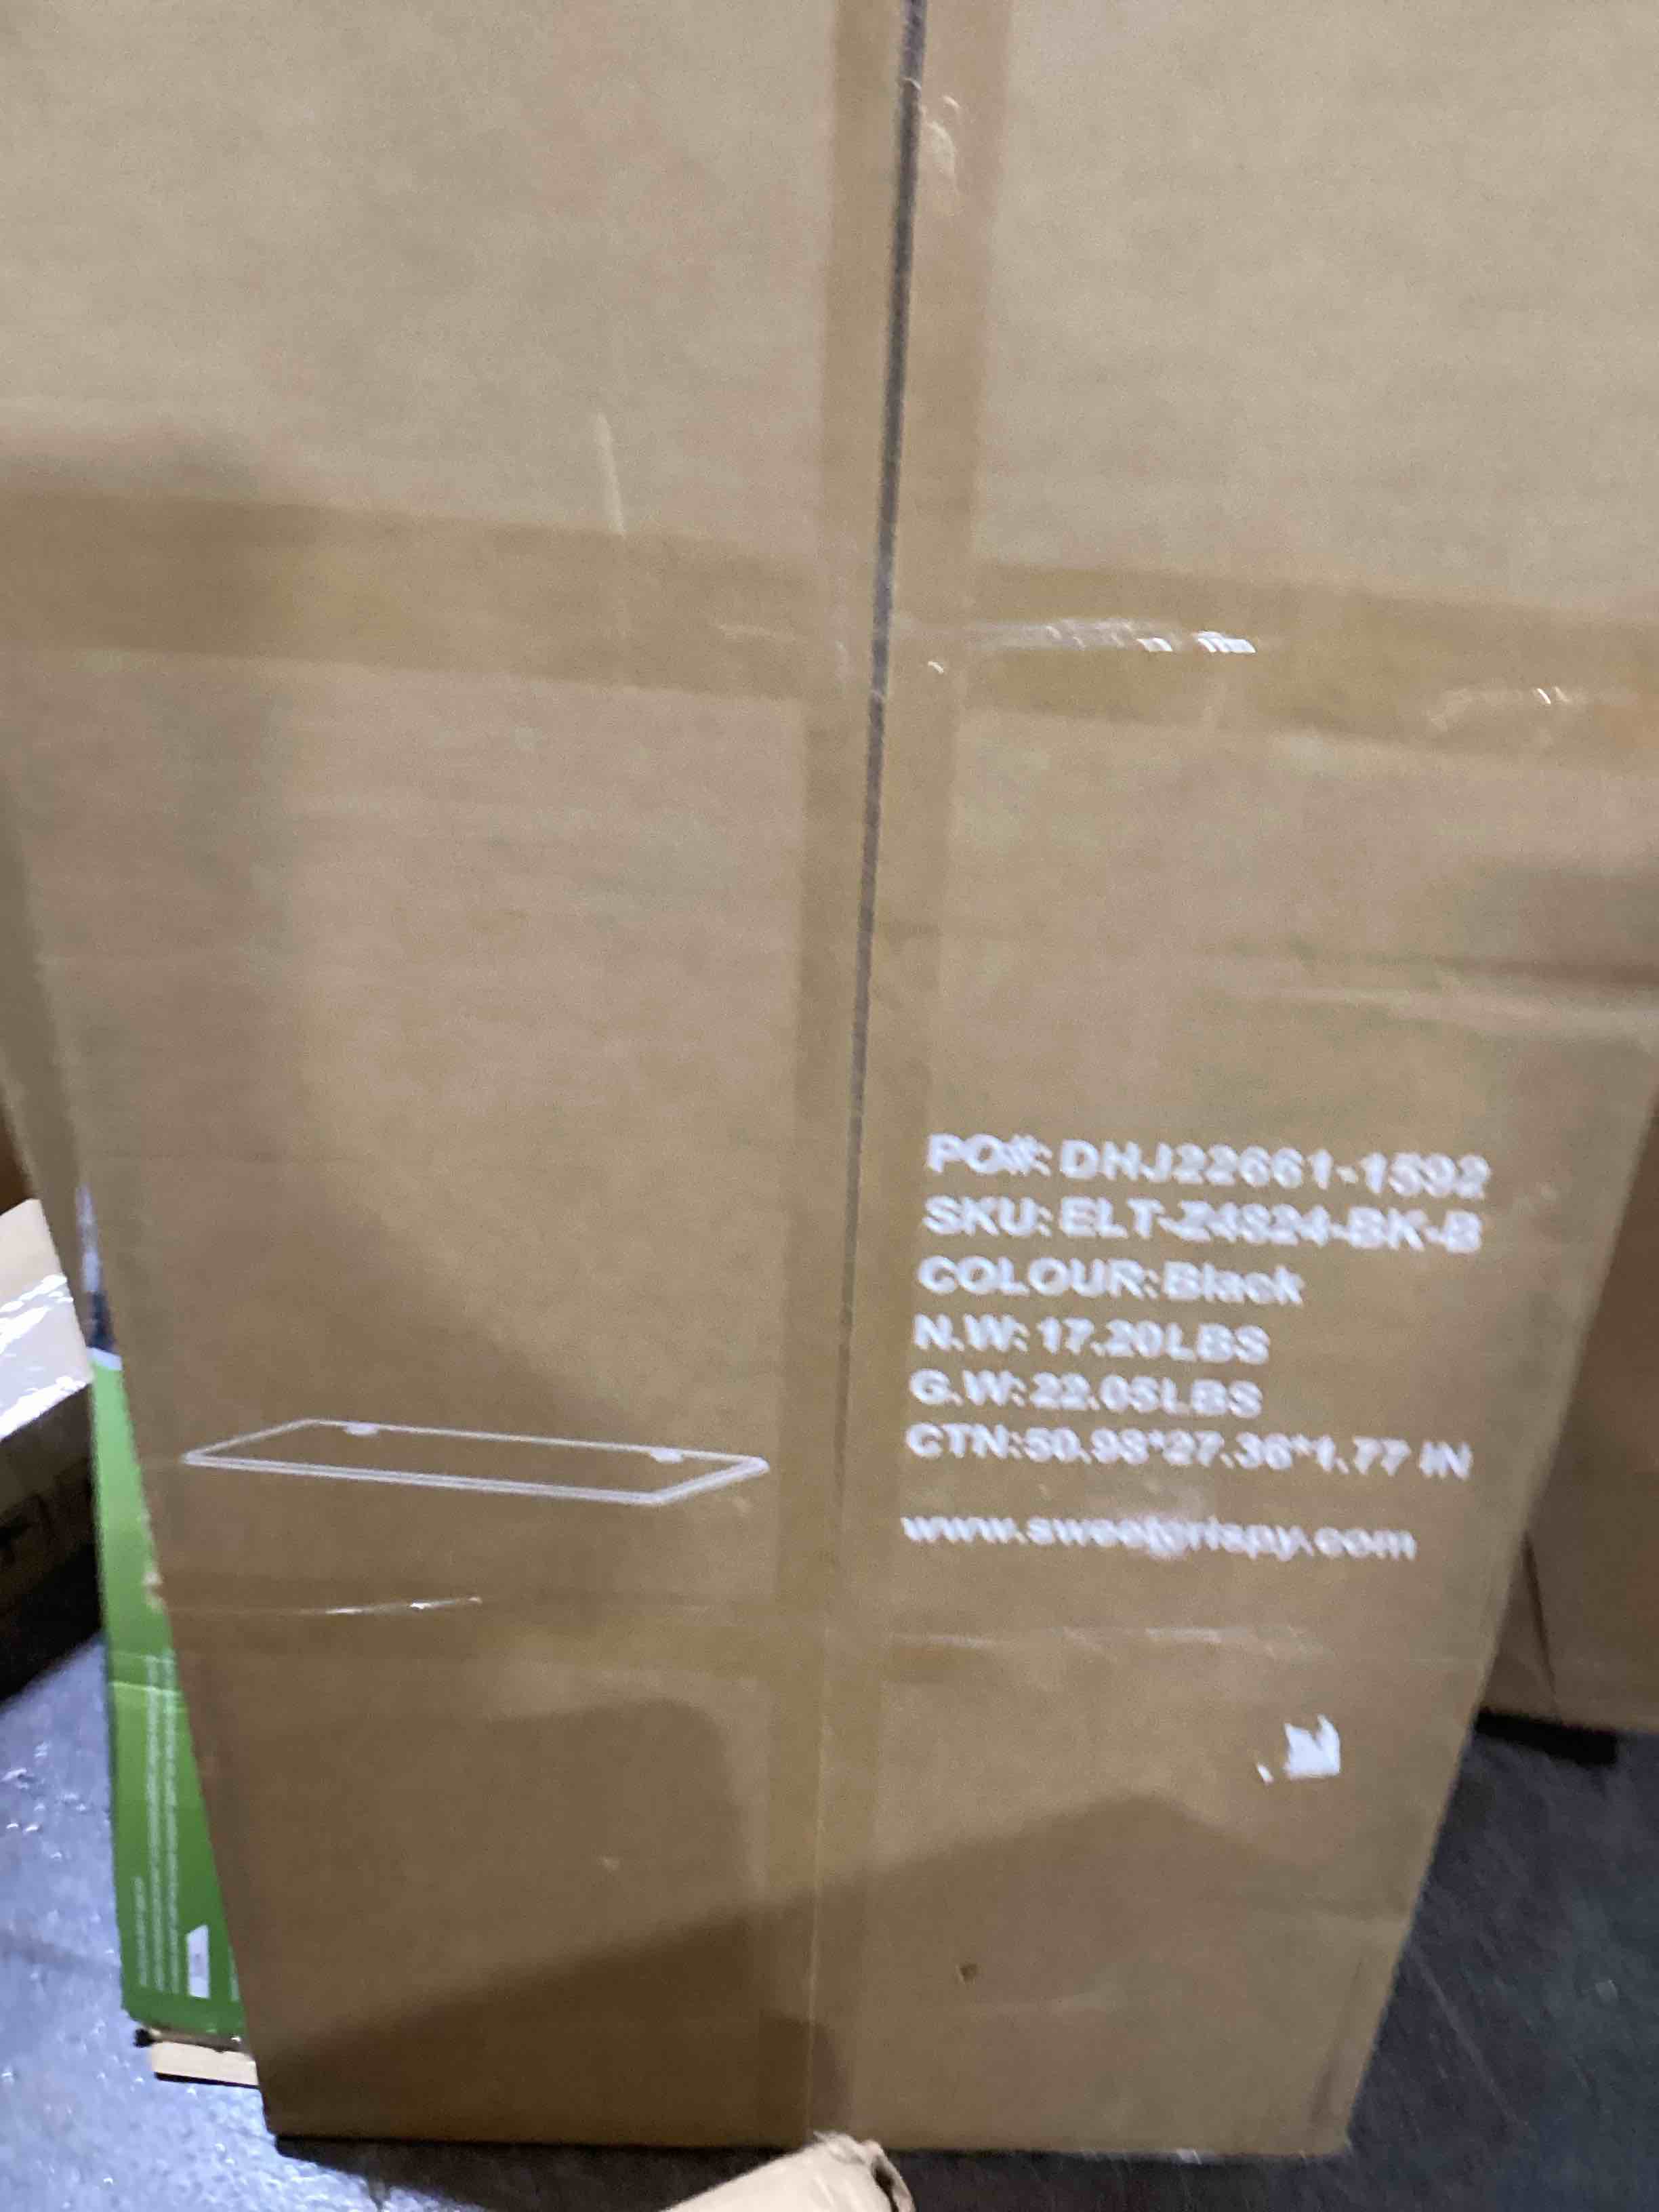 PO#: DHJ22661-1592
SKU: ELT-Z4824-BK-B
COLOUR: Black
N.W: 17.20LBS
G.W: 22.05LBS
CTN:50.98*27.36*1.77 IN
www.sweetcrispy.com